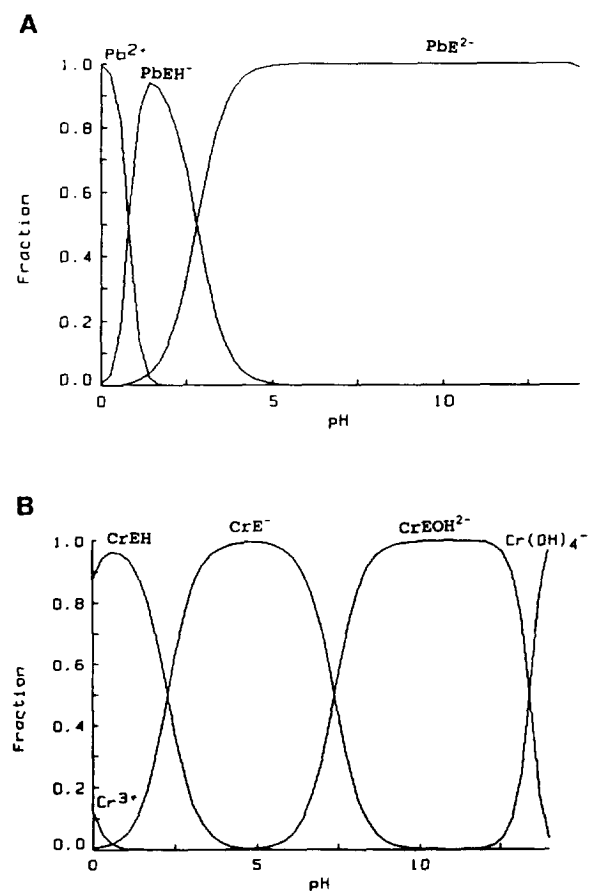 A
Pb²⁺
PbEH⁻
PbE²⁻
1.0
0.8
0.6
0.4
0.2
0.0
Fraction
0
5
10
pH
B
CrEH
CrE⁻
CrEOH²⁻
Cr(OH)₄⁻
1.0
0.8
0.6
0.4
0.2
0.0
Cr³⁺
Fraction
0
5
10
pH